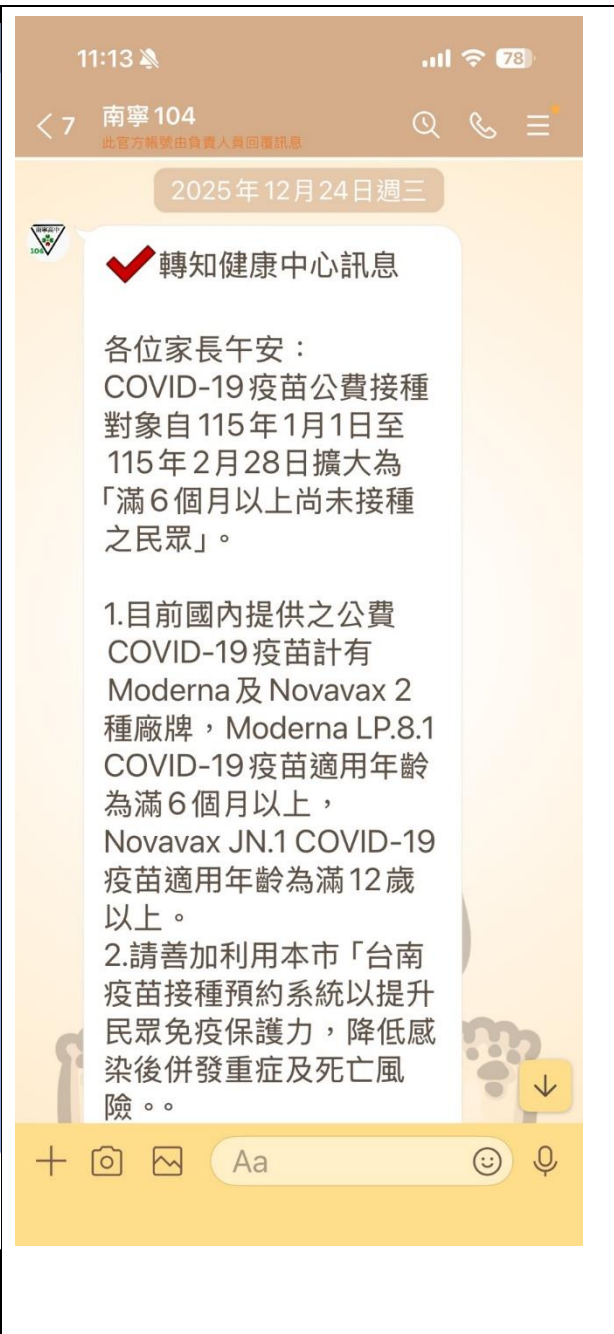 11:13
78
7
南寧104
此官方帳號由負責人員回覆訊息
2025年12月24日週三
南寧高中
104
轉知健康中心訊息
各位家長午安：
COVID-19疫苗公費接種
對象自115年1月1日至
115年2月28日擴大為
「滿6個月以上尚未接種
之民眾」。
1.目前國內提供之公費
COVID-19疫苗計有
Moderna及Novavax 2
種廠牌，Moderna LP.8.1
COVID-19疫苗適用年齡
為滿6個月以上，
Novavax JN.1 COVID-19
疫苗適用年齡為滿12歲
以上。
2.請善加利用本市「台南
疫苗接種預約系統以提升
民眾免疫保護力，降低感
染後併發重症及死亡風
險。。
Aa